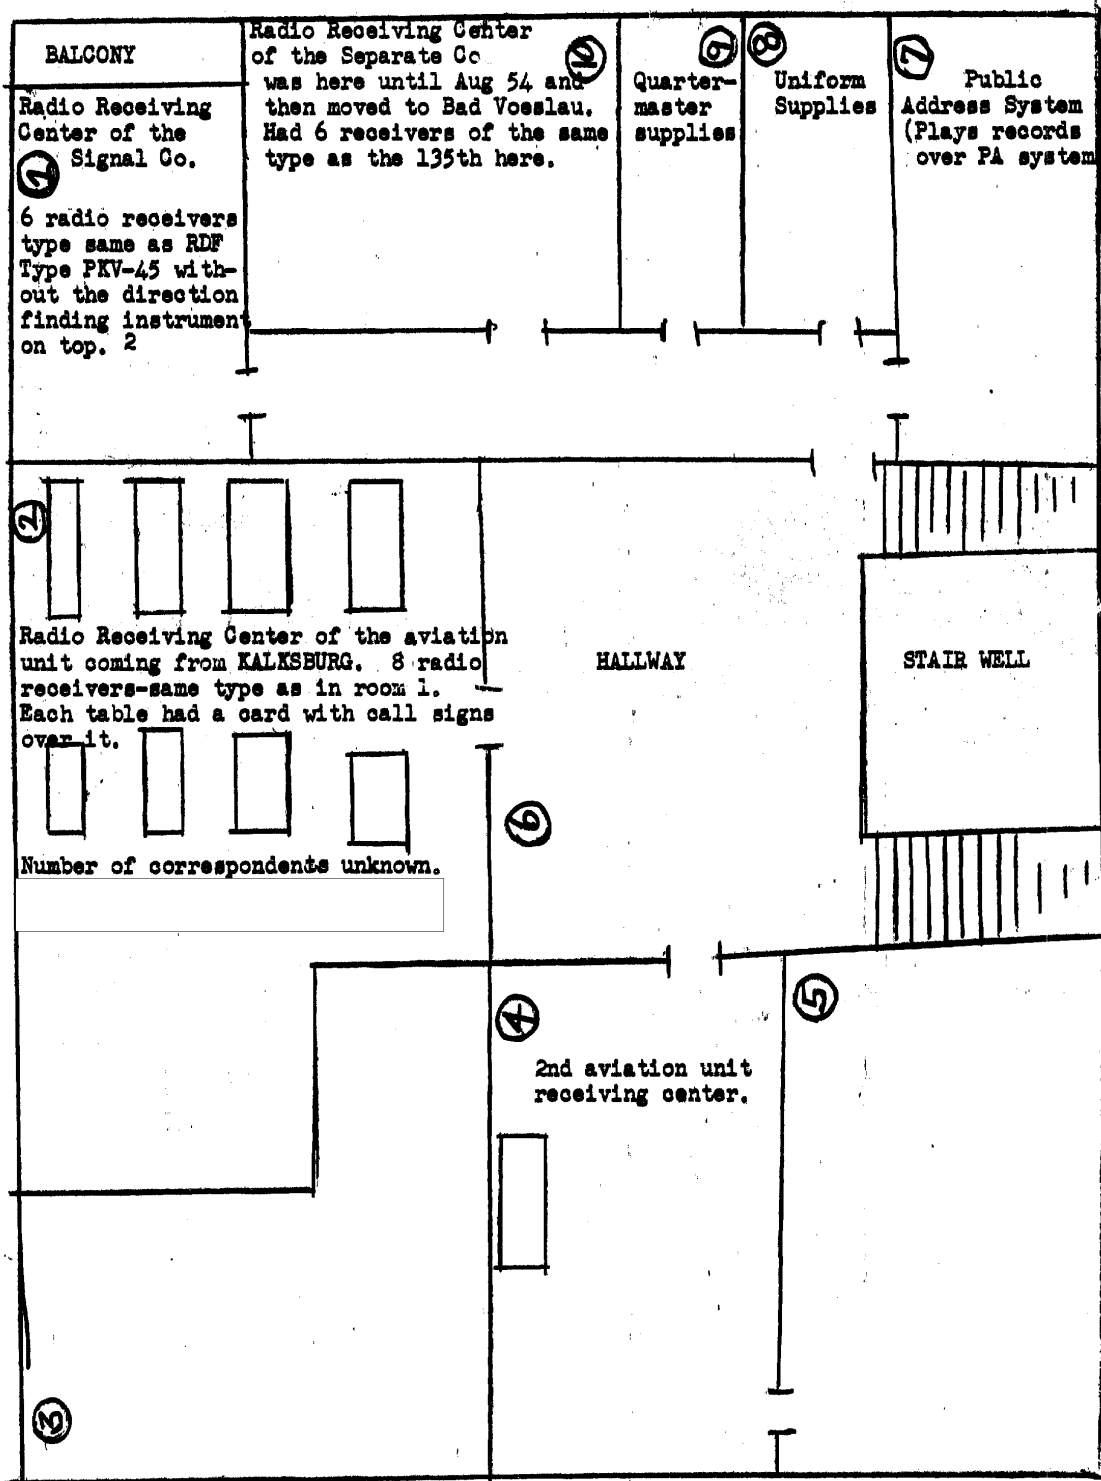 BALCONY
Radio Receiving
Center of the
Signal Co.
1
6 radio receivers
type same as RDF
Type PKV-45 with-
out the direction
finding instrument
on top. 2
Radio Receiving Center
of the Separate Co
was here until Aug 54 and
then moved to Bad Voeslau.
Had 6 receivers of the same
type as the 135th here.
10
9
Quarter-
master
supplies
8
Uniform
Supplies
7
Public
Address System
(Plays records
over PA system
2
Radio Receiving Center of the aviation
unit coming from KALKSBURG. 8 radio
receivers-same type as in room 1.
Each table had a card with call signs
over it.
Number of correspondents unknown.
HALLWAY
STAIR WELL
6
4
2nd aviation unit
receiving center.
5
3